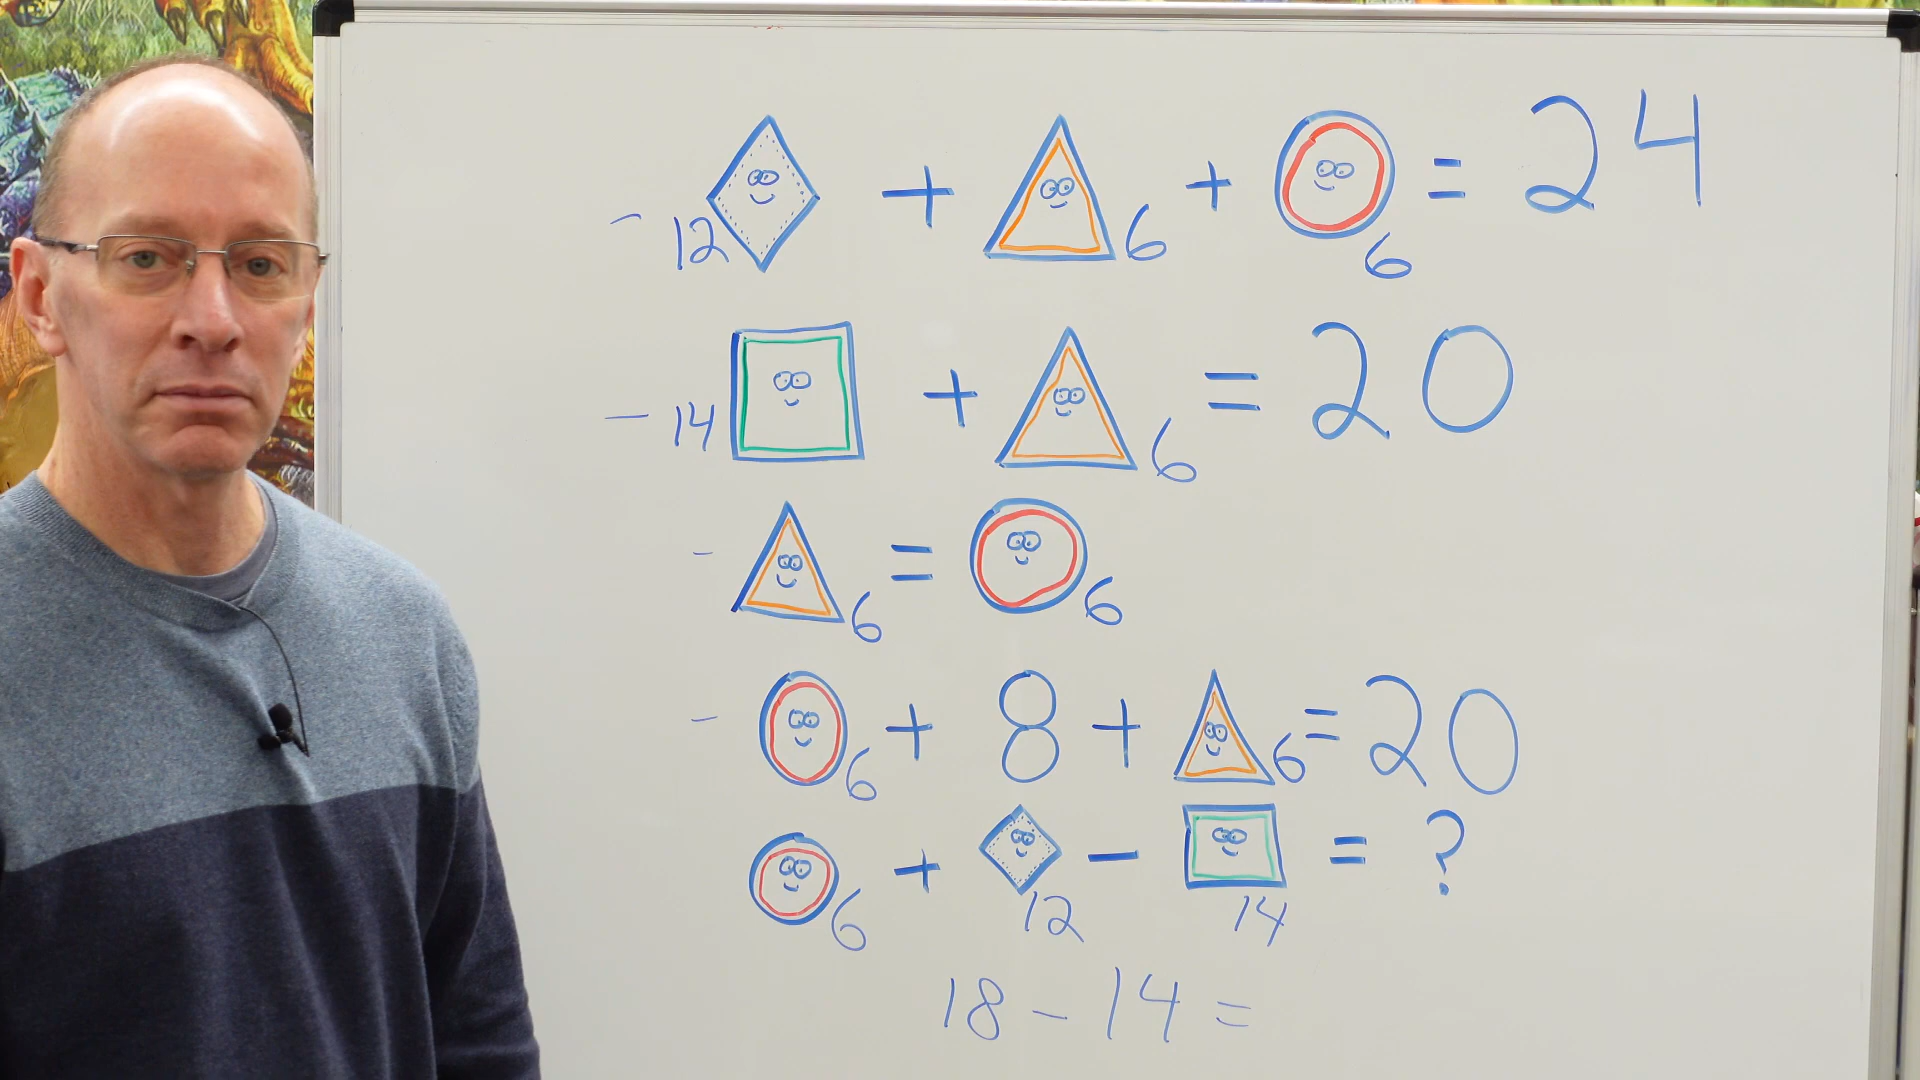 - 12 + 6 + 6 = 24
- 14 + 6 = 20
- 6 = 6
- 6 + 8 + 6 = 20
6 + 12 - 14 = ?
18 - 14 =